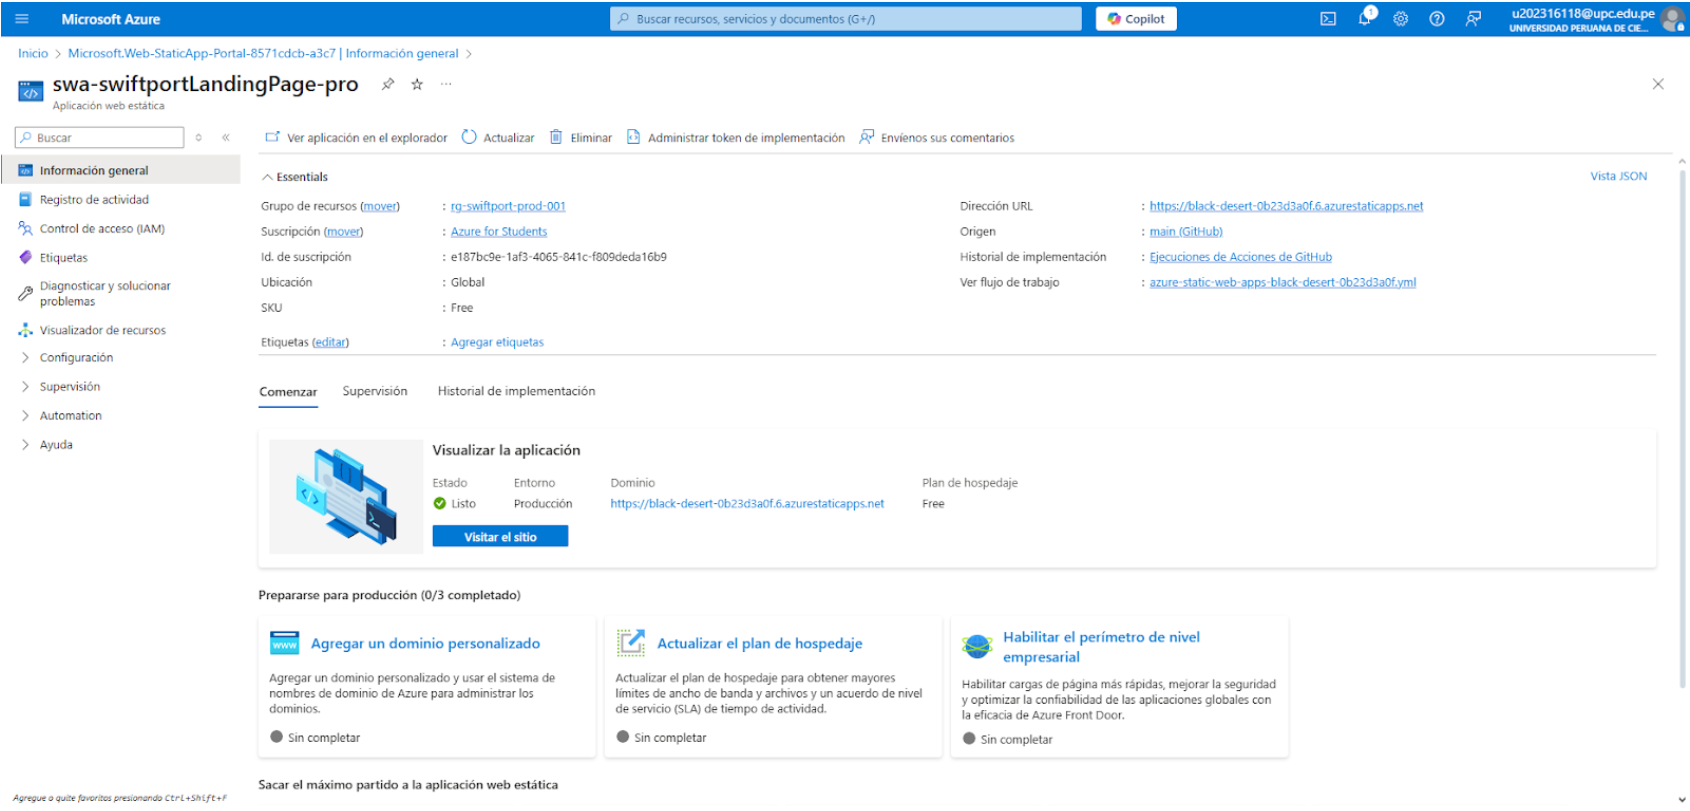 Microsoft Azure
Buscar recursos, servicios y documentos (G+/)
Copilot
1
u202316118@upc.edu.pe
UNIVERSIDAD PERUANA DE CIE...
Inicio > Microsoft.Web-StaticApp-Portal-8571cdcb-a3c7 | Información general >
swa-swiftportLandingPage-pro
Aplicación web estática
Buscar
Ver aplicación en el explorador
Actualizar
Eliminar
Administrar token de implementación
Envíenos sus comentarios
Información general
Registro de actividad
Control de acceso (IAM)
Etiquetas
Diagnosticar y solucionar
problemas
Visualizador de recursos
Configuración
Supervisión
Automation
Ayuda
Agregue o quite favoritos presionando Ctrl+Shift+F
Essentials
Vista JSON
Grupo de recursos (mover) : rg-swiftport-prod-001
Suscripción (mover) : Azure for Students
Id. de suscripción : e187bc9e-1af3-4065-841c-f809deda16b9
Ubicación : Global
SKU : Free
Etiquetas (editar) : Agregar etiquetas
Dirección URL : https://black-desert-0b23d3a0f.6.azurestaticapps.net
Origen : main (GitHub)
Historial de implementación : Ejecuciones de Acciones de GitHub
Ver flujo de trabajo : azure-static-web-apps-black-desert-0b23d3a0f.yml
Comenzar Supervisión Historial de implementación
Visualizar la aplicación
Estado Entorno Dominio Plan de hospedaje
Listo Producción https://black-desert-0b23d3a0f.6.azurestaticapps.net Free
Visitar el sitio
Prepararse para producción (0/3 completado)
www
Agregar un dominio personalizado
Agregar un dominio personalizado y usar el sistema de
nombres de dominio de Azure para administrar los
dominios.
Sin completar
Actualizar el plan de hospedaje
Actualizar el plan de hospedaje para obtener mayores
límites de ancho de banda y archivos y un acuerdo de nivel
de servicio (SLA) de tiempo de actividad.
Sin completar
Habilitar el perímetro de nivel
empresarial
Habilitar cargas de página más rápidas, mejorar la seguridad
y optimizar la confiabilidad de las aplicaciones globales con
la eficacia de Azure Front Door.
Sin completar
Sacar el máximo partido a la aplicación web estática